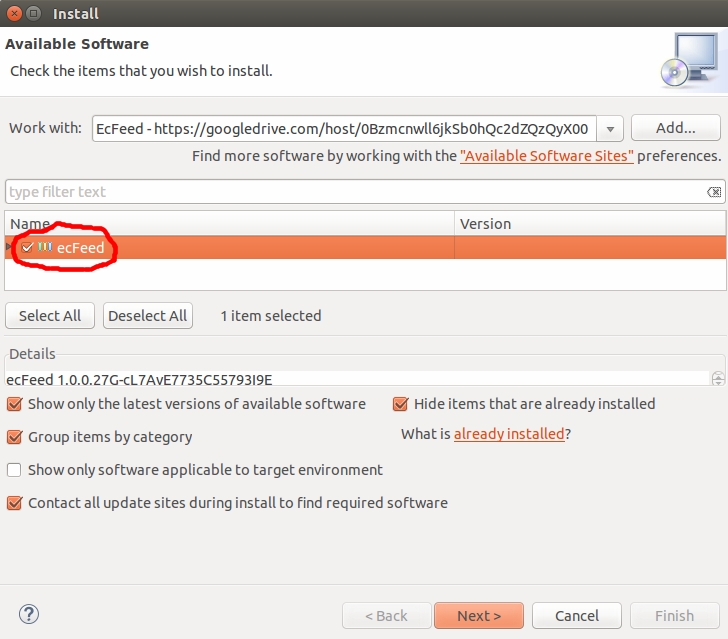 Install
Available Software
Check the items that you wish to install.
Work with: EcFeed - https://googledrive.com/host/0Bzmcnwll6jkSb0hQc2dZQzQyX00 Add...
Find more software by working with the "Available Software Sites" preferences.
type filter text
Name Version
ecFeed
Select All Deselect All 1 item selected
Details
ecFeed 1.0.0.27G-cL7AvE7735C55793I9E
Show only the latest versions of available software Hide items that are already installed
Group items by category What is already installed?
Show only software applicable to target environment
Contact all update sites during install to find required software
< Back Next > Cancel Finish